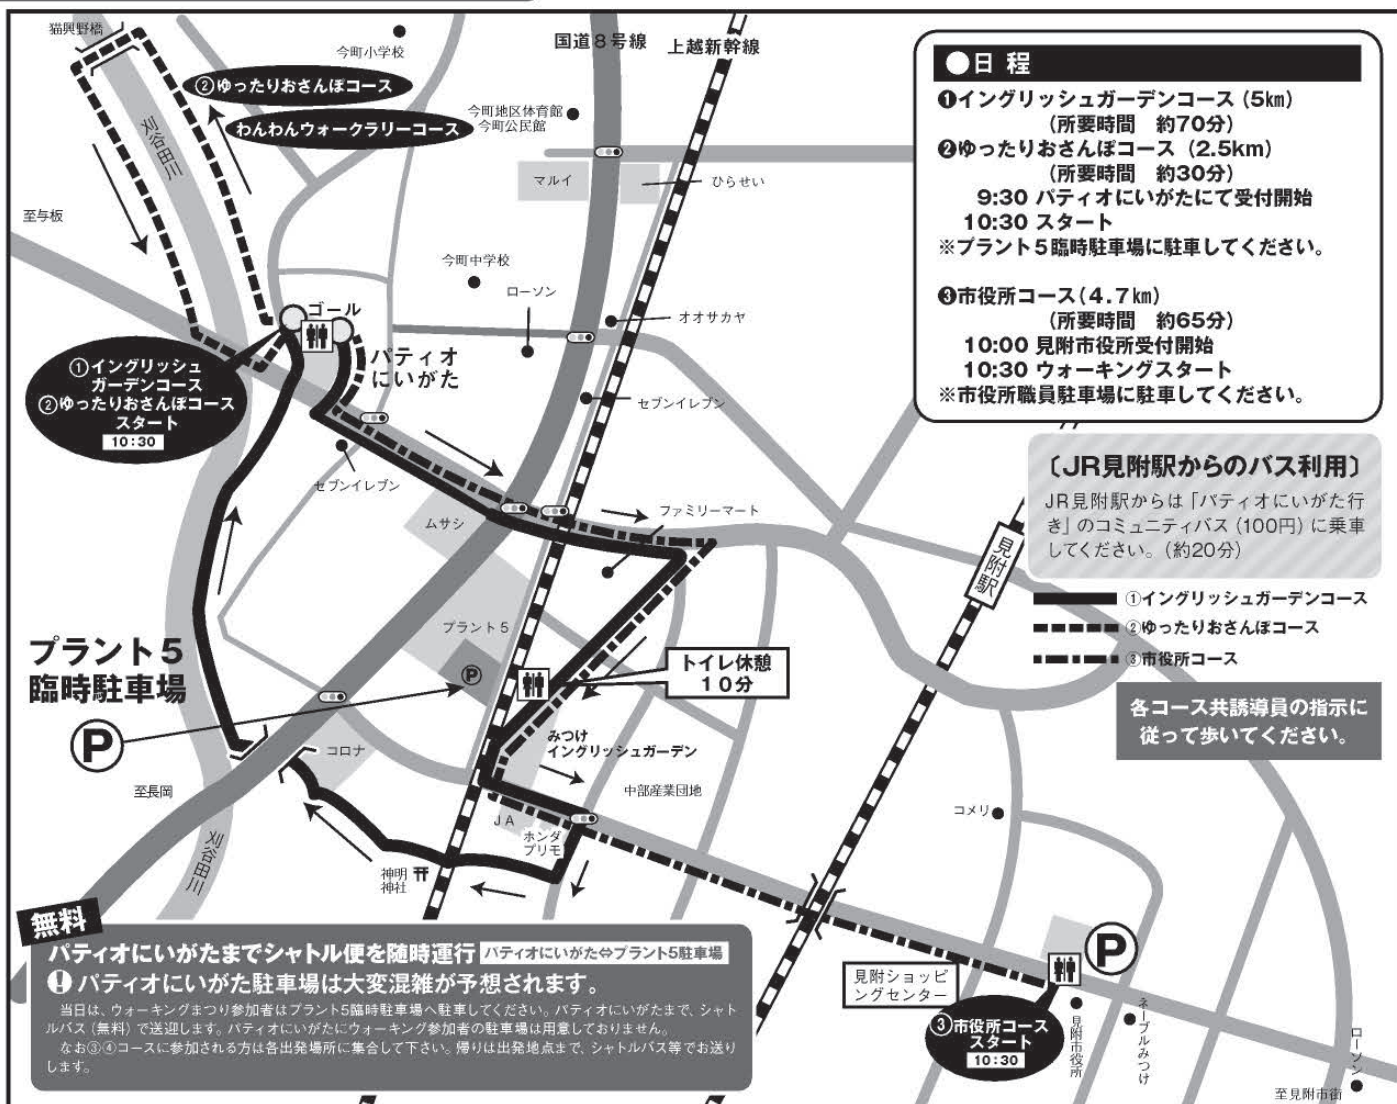 猫興野橋
今町小学校
国道8号線
上越新幹線
②ゆったりおさんぽコース
わんわんウォークラリーコース
刈谷田川
今町地区体育館
今町公民館
マルイ
ひらせい
至与板
今町中学校
ローソン
オオサカヤ
ゴール
パティオ
にいがた
①イングリッシュ
ガーデンコース
②ゆったりおさんぽコース
スタート
10:30
セブンイレブン
セブンイレブン
ムサシ
ファミリーマート
●日 程
❶イングリッシュガーデンコース(5km)
(所要時間 約70分)
❷ゆったりおさんぽコース(2.5km)
(所要時間 約30分)
9:30 パティオにいがたにて受付開始
10:30 スタート
※プラント5臨時駐車場に駐車してください。
❸市役所コース(4.7km)
(所要時間 約65分)
10:00 見附市役所受付開始
10:30 ウォーキングスタート
※市役所職員駐車場に駐車してください。
〔JR見附駅からのバス利用〕
JR見附駅からは「パティオにいがた行
き」のコミュニティバス(100円)に乗車
してください。(約20分)
見附駅
①イングリッシュガーデンコース
②ゆったりおさんぽコース
③市役所コース
各コース共誘導員の指示に
従って歩いてください。
プラント5
臨時駐車場
P
プラント5
P
トイレ休憩
10分
みつけ
イングリッシュガーデン
コロナ
至長岡
中部産業団地
JA
ホンダ
プリモ
コメリ
刈谷田川
神明
神社
無料
パティオにいがたまでシャトル便を随時運行 パティオにいがた⇔プラント5駐車場
! パティオにいがた駐車場は大変混雑が予想されます。
当日は、ウォーキングまつり参加者はプラント5臨時駐車場へ駐車してください。パティオにいがたまで、シャト
ルバス(無料)で送迎します。パティオにいがたにウォーキング参加者の駐車場は用意しておりません。
なお③④コースに参加される方は各出発場所に集合して下さい。帰りは出発地点まで、シャトルバス等でお送り
します。
見附ショッピ
ングセンター
P
③市役所コース
スタート
10:30
見附市役所
ネーブルみつけ
ローソン
至見附市街